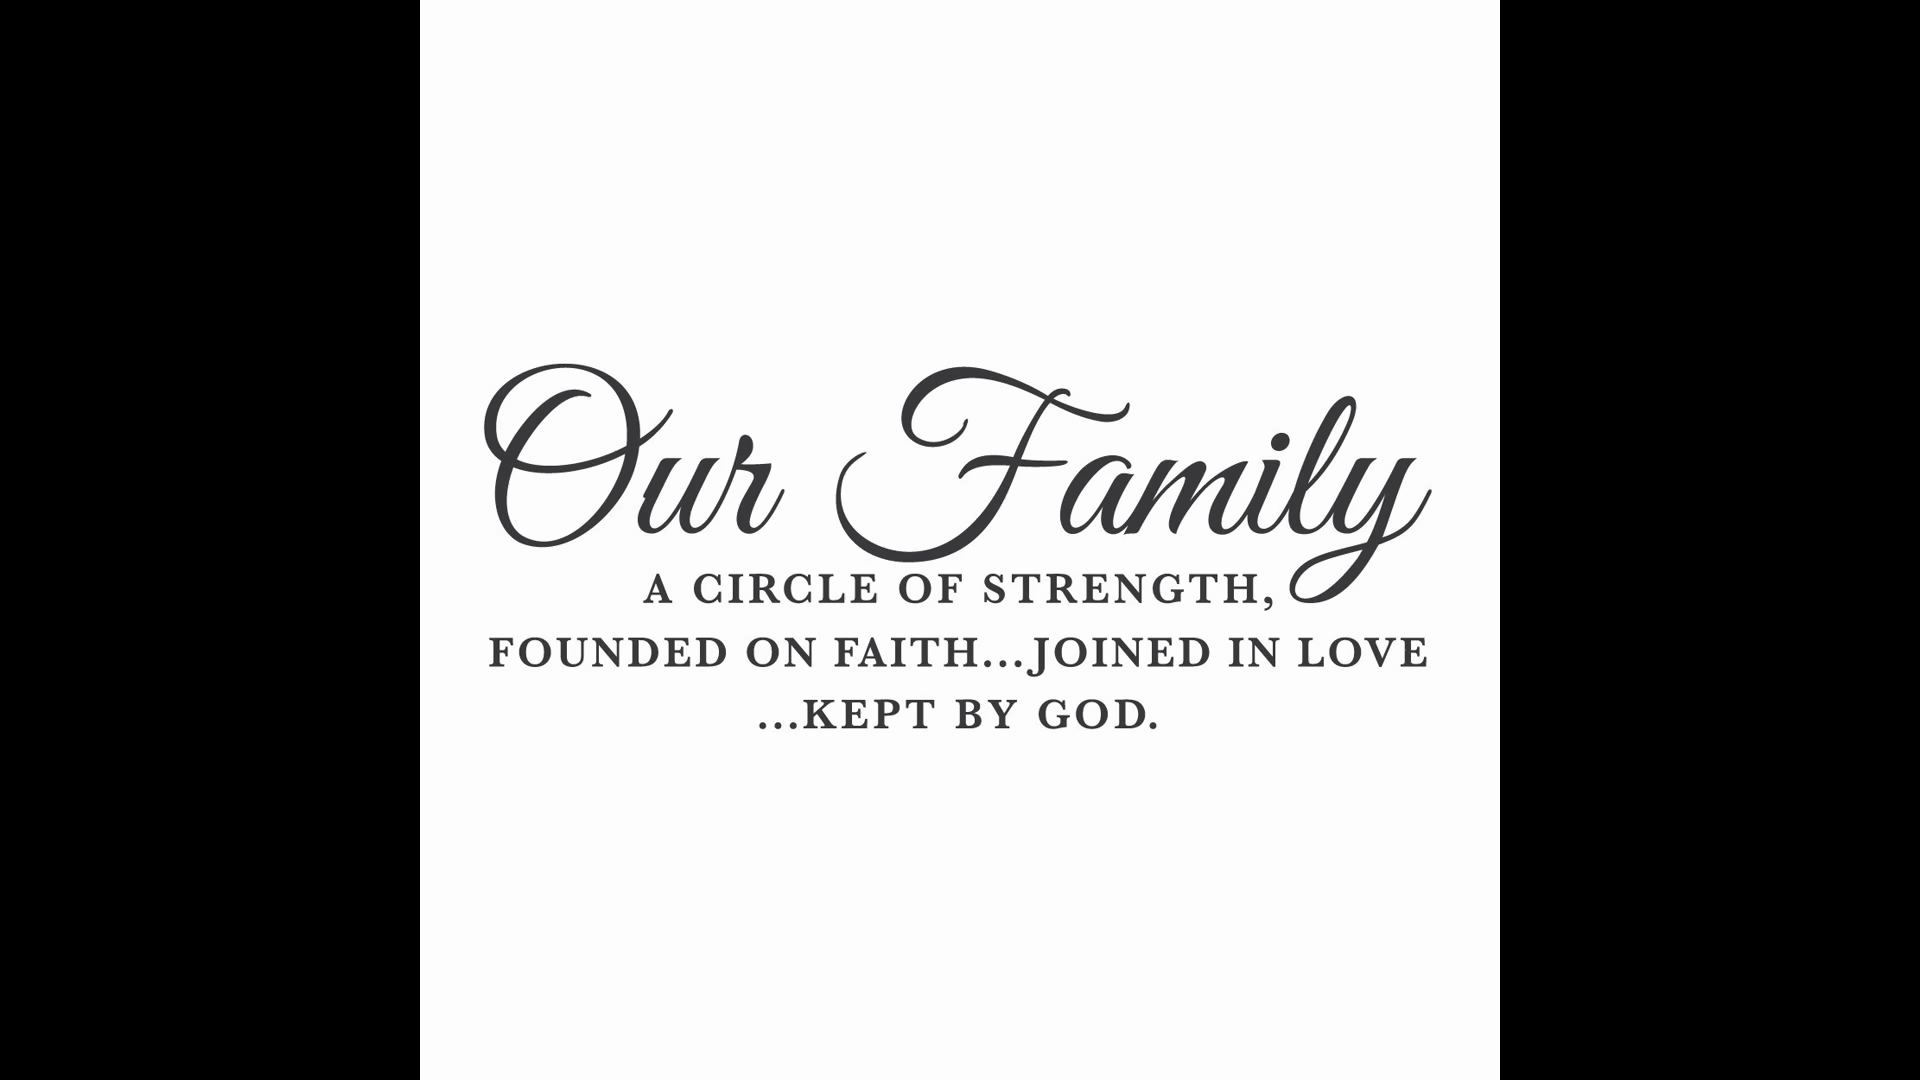 Our Family
A CIRCLE OF STRENGTH,
FOUNDED ON FAITH...JOINED IN LOVE
...KEPT BY GOD.